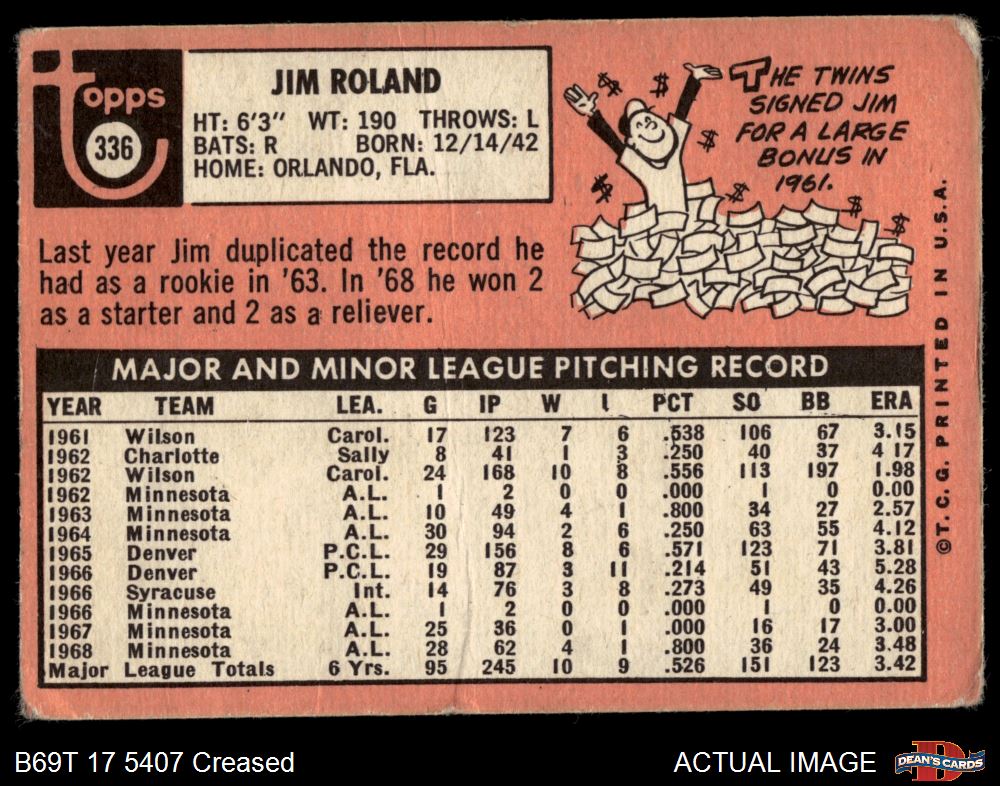 topps
336
JIM ROLAND
HT: 6'3" WT: 190 THROWS: L
BATS: R BORN: 12/14/42
HOME: ORLANDO, FLA.
THE TWINS
SIGNED JIM
FOR A LARGE
BONUS IN
1961.
$ $ $ $ $ $ $
Last year Jim duplicated the record he
had as a rookie in '63. In '68 he won 2
as a starter and 2 as a reliever.
MAJOR AND MINOR LEAGUE PITCHING RECORD
YEAR TEAM LEA. G IP W L PCT SO BB ERA
1961 Wilson Carol. 17 123 7 6 .538 106 67 3.15
1962 Charlotte Sally 8 41 1 3 .250 40 37 4.17
1962 Wilson Carol. 24 168 10 8 .556 113 197 1.98
1962 Minnesota A.L. 1 2 0 0 .000 1 0 0.00
1963 Minnesota A.L. 10 49 4 1 .800 34 27 2.57
1964 Minnesota A.L. 30 94 2 6 .250 63 55 4.12
1965 Denver P.C.L. 29 156 8 6 .571 123 71 3.81
1966 Denver P.C.L. 19 87 3 11 .214 51 43 5.28
1966 Syracuse Int. 14 76 3 8 .273 49 35 4.26
1966 Minnesota A.L. 1 2 0 0 .000 1 0 0.00
1967 Minnesota A.L. 25 36 0 1 .000 16 17 3.00
1968 Minnesota A.L. 28 62 4 1 .800 36 24 3.48
Major League Totals 6 Yrs. 95 245 10 9 .526 151 123 3.42
©T.C.G. PRINTED IN U.S.A.
B69T 17 5407 Creased
ACTUAL IMAGE
D
DEAN'S CARDS